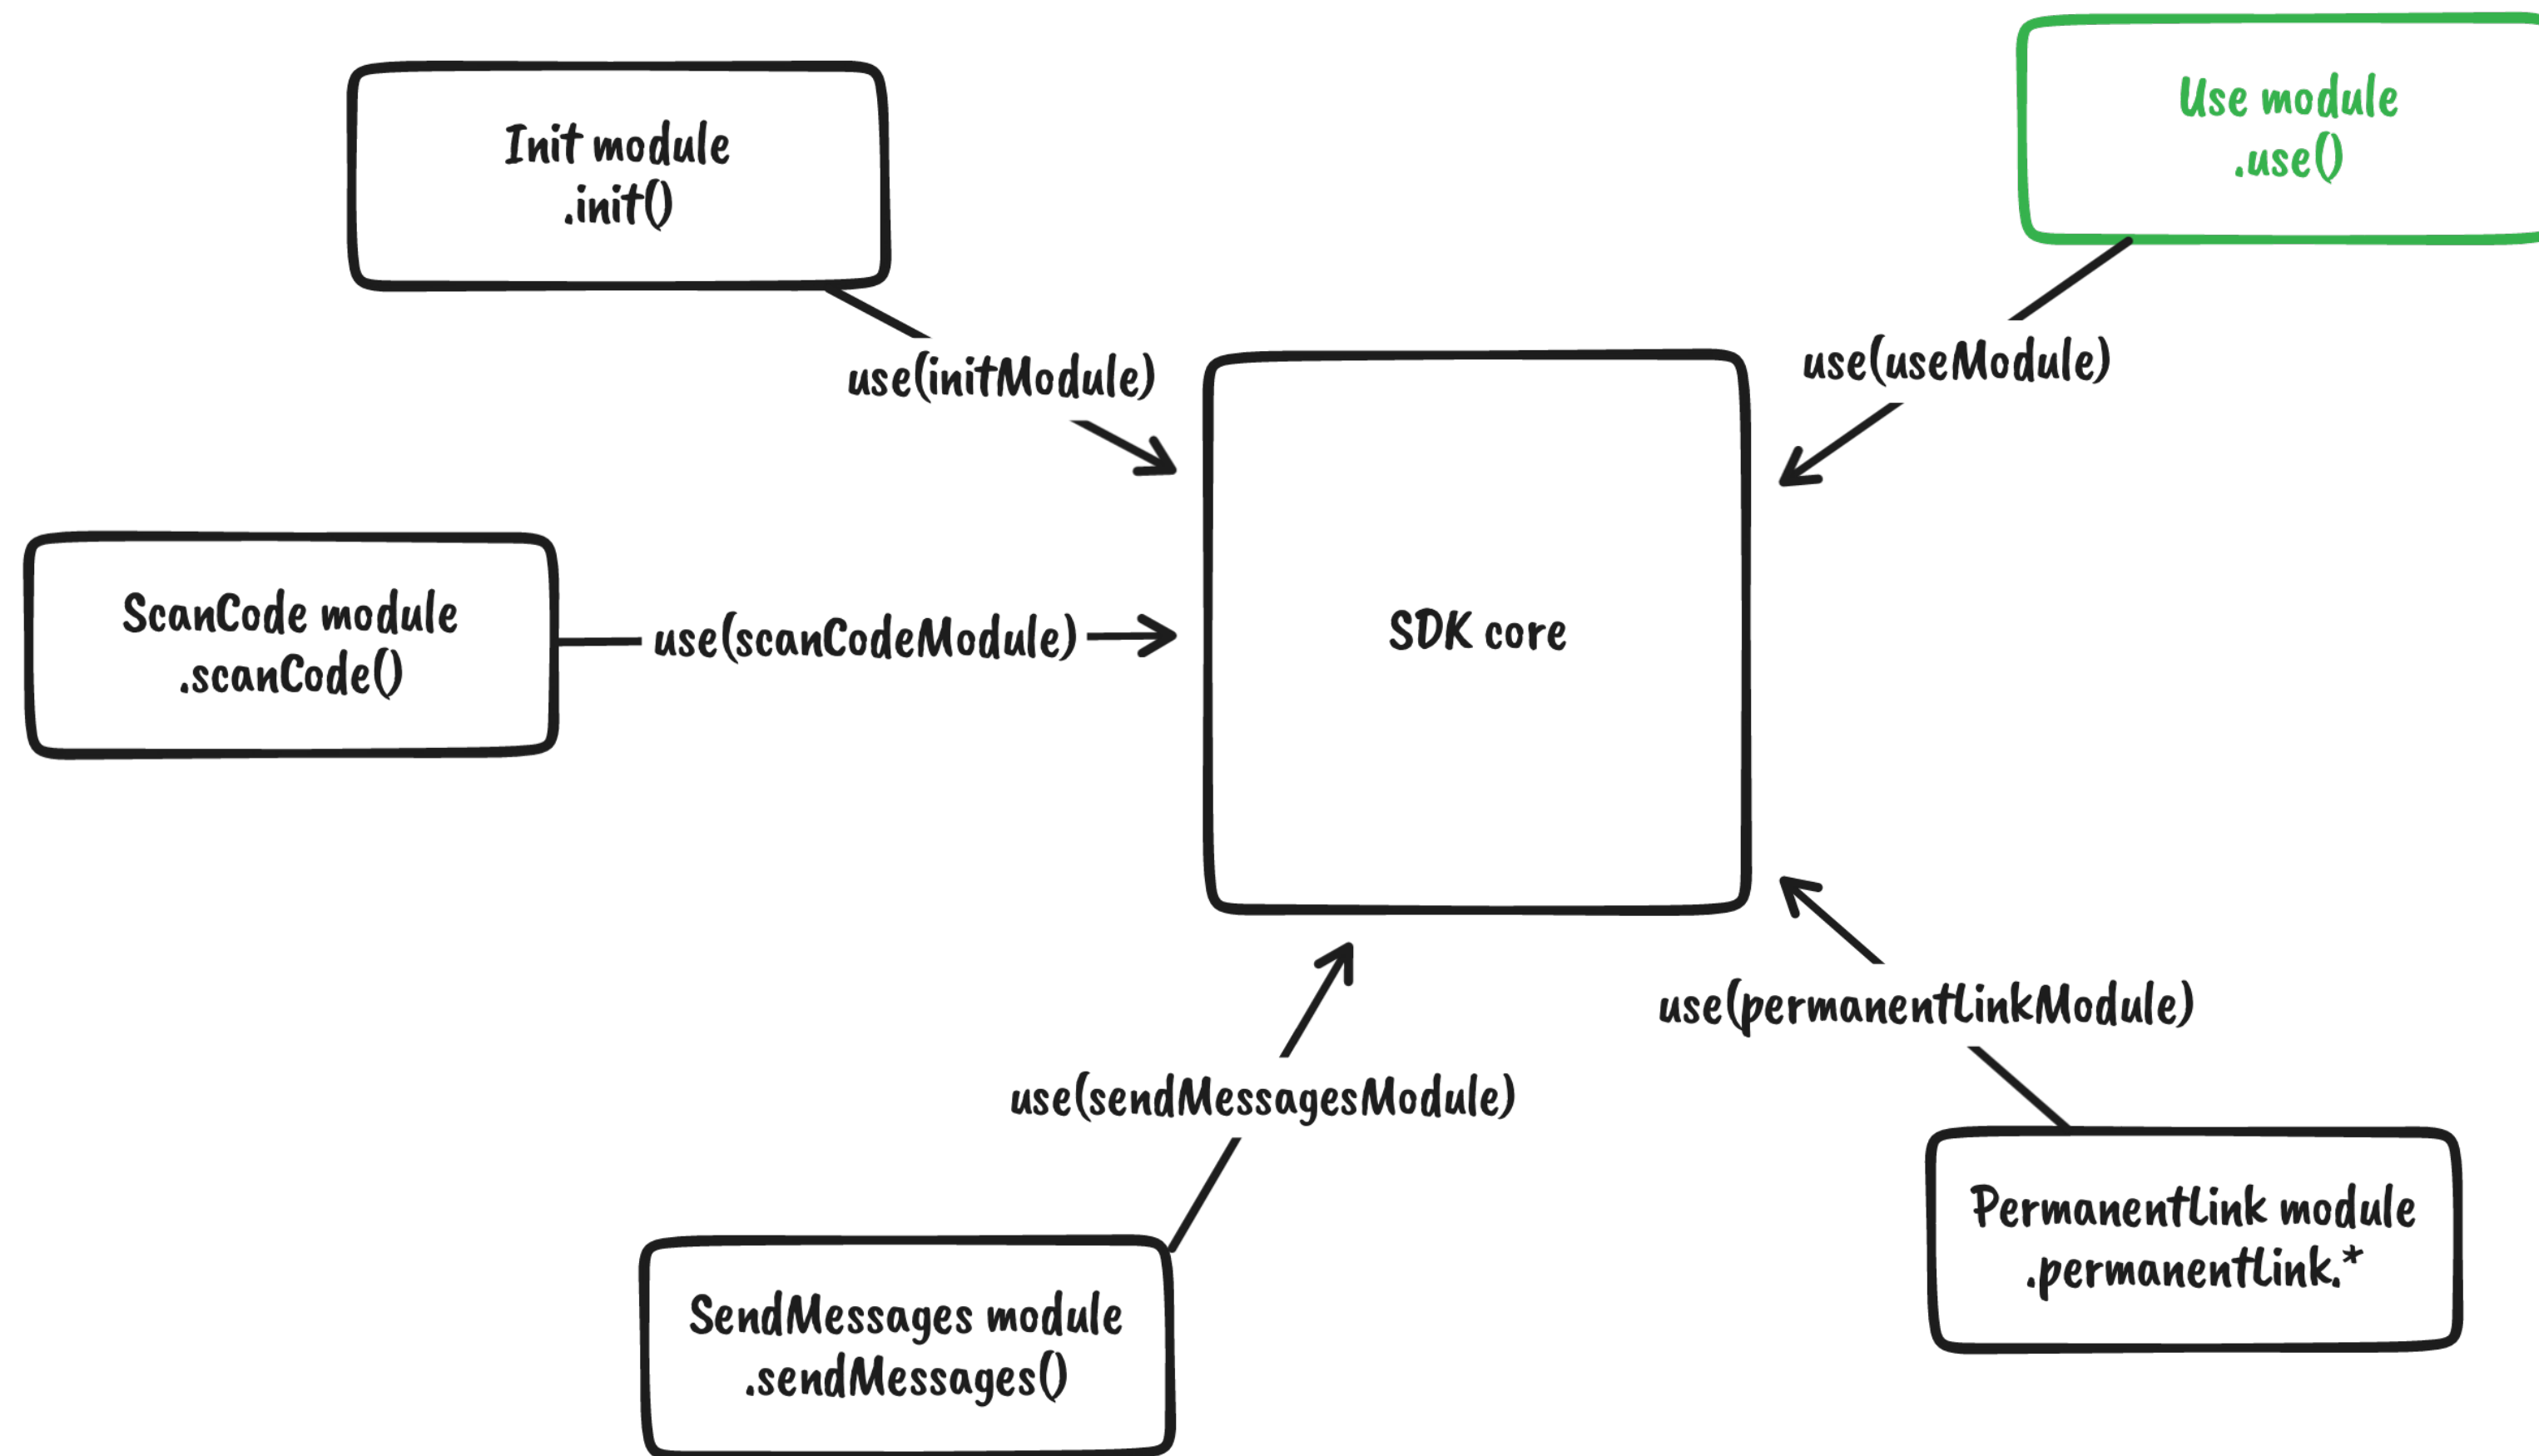 Use module
.use()
Init module
.init()
use(initModule)
use(useModule)
ScanCode module
.scanCode()
use(scanCodeModule)
SDK core
use(permanentLinkModule)
use(sendMessagesModule)
PermanentLink module
.permanentLink.*
SendMessages module
.sendMessages()